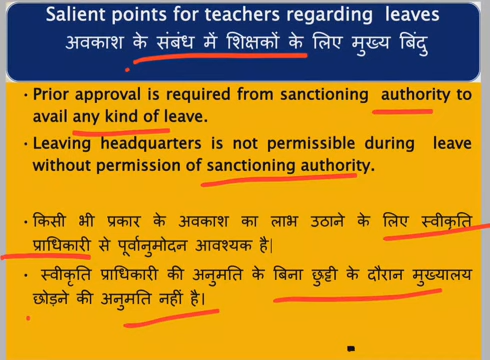 Salient points for teachers regarding leaves
अवकाश के संबंध में शिक्षकों के लिए मुख्य बिंदु
• Prior approval is required from sanctioning authority to
avail any kind of leave.
• Leaving headquarters is not permissible during leave
without permission of sanctioning authority.
• किसी भी प्रकार के अवकाश का लाभ उठाने के लिए स्वीकृति
प्राधिकारी से पूर्वानुमोदन आवश्यक है|
• स्वीकृति प्राधिकारी की अनुमति के बिना छुट्टी के दौरान मुख्यालय
छोड़ने की अनुमति नहीं है।